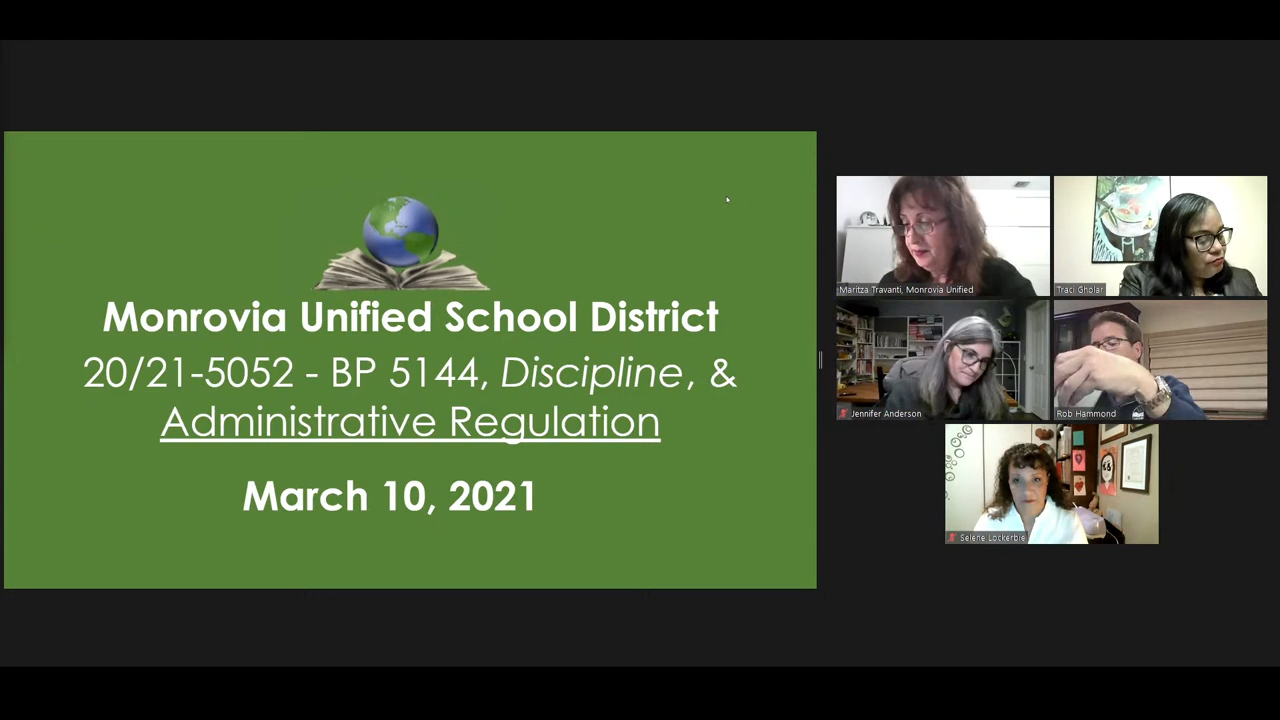 Monrovia Unified School District
20/21-5052 - BP 5144, Discipline, &
Administrative Regulation
March 10, 2021
Maritza Travanti, Monrovia Unified
Traci Gholar
Jennifer Anderson
Rob Hammond
Selene Lockerbie